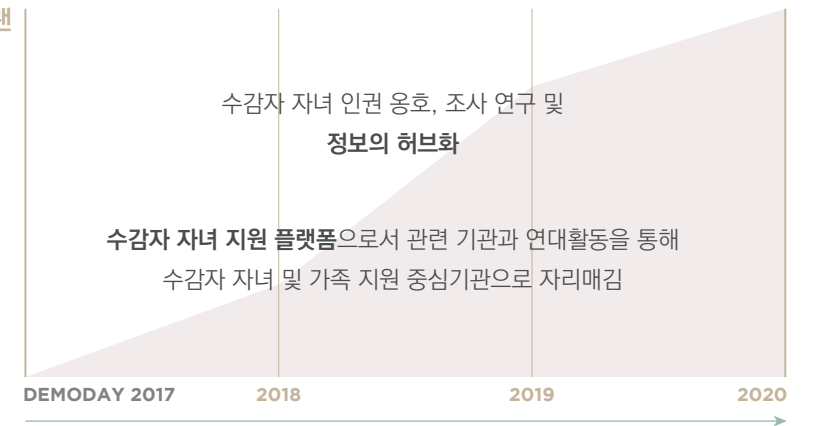 수감자 자녀 인권 옹호, 조사 연구 및
정보의 허브화
수감자 자녀 지원 플랫폼으로서 관련 기관과 연대활동을 통해
수감자 자녀 및 가족 지원 중심기관으로 자리매김
DEMODAY 2017 2018 2019 2020